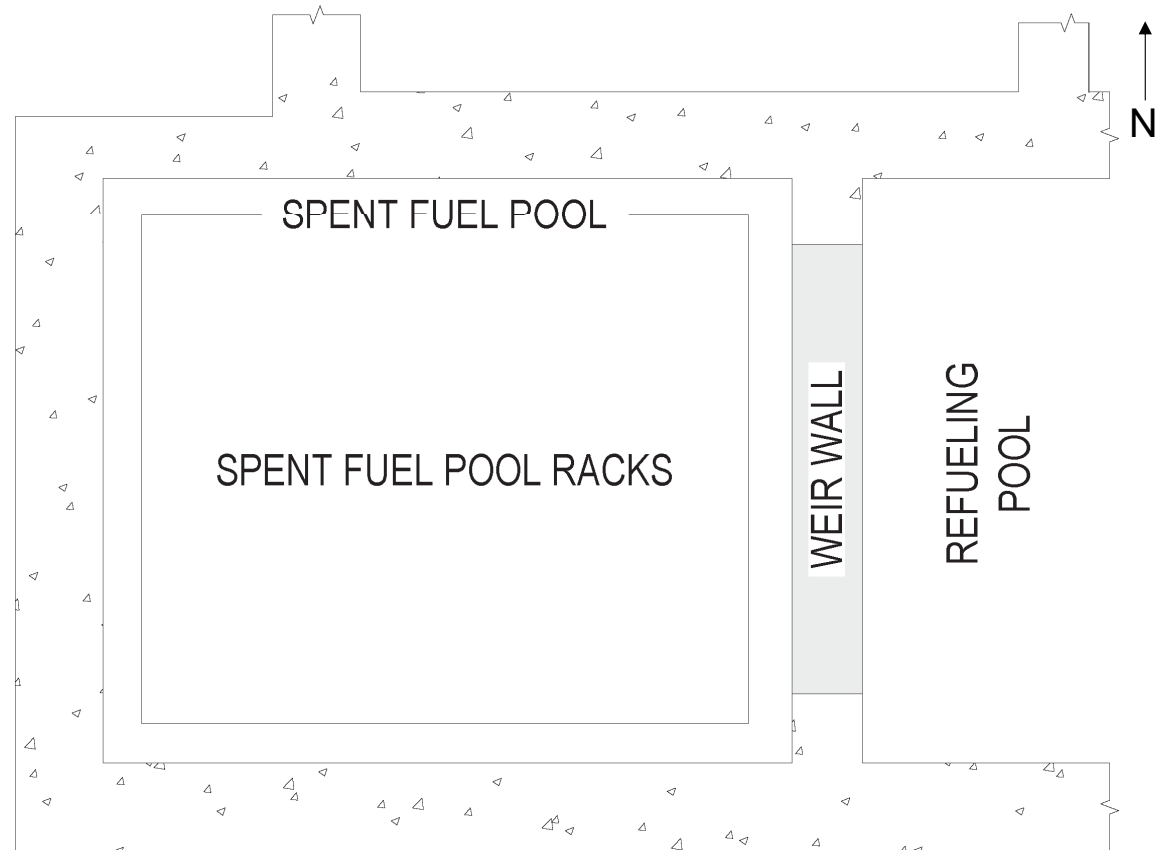 N
SPENT FUEL POOL
SPENT FUEL POOL RACKS
WEIR WALL
REFUELING
POOL